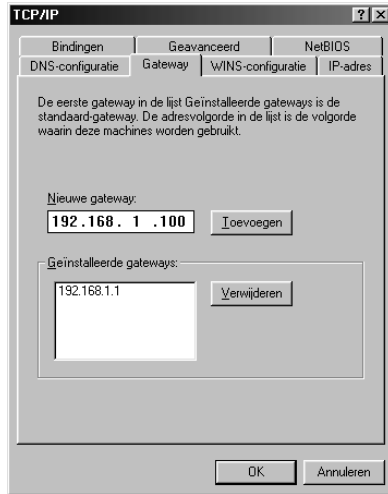 TCP/IP
Bindingen Geavanceerd NetBIOS
DNS-configuratie Gateway WINS-configuratie IP-adres
De eerste gateway in de lijst Geïnstalleerde gateways is de
standaard-gateway. De adresvolgorde in de lijst is de volgorde
waarin deze machines worden gebruikt.
Nieuwe gateway:
192.168. 1 .100 Toevoegen
Geïnstalleerde gateways:
192.168.1.1 Verwijderen
OK Annuleren